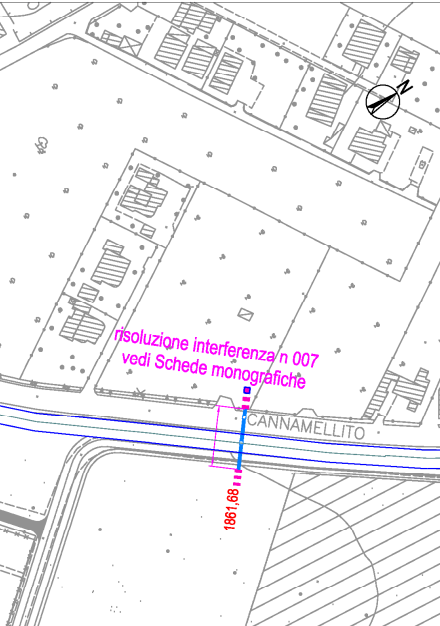 N
risoluzione interferenza n 007
vedi Schede monografiche
CANNAMELLITO
1861,68